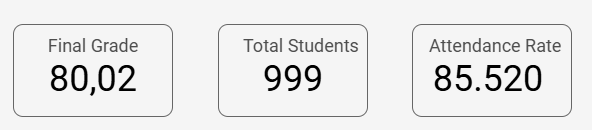 Final Grade
80,02
Total Students
999
Attendance Rate
85.520